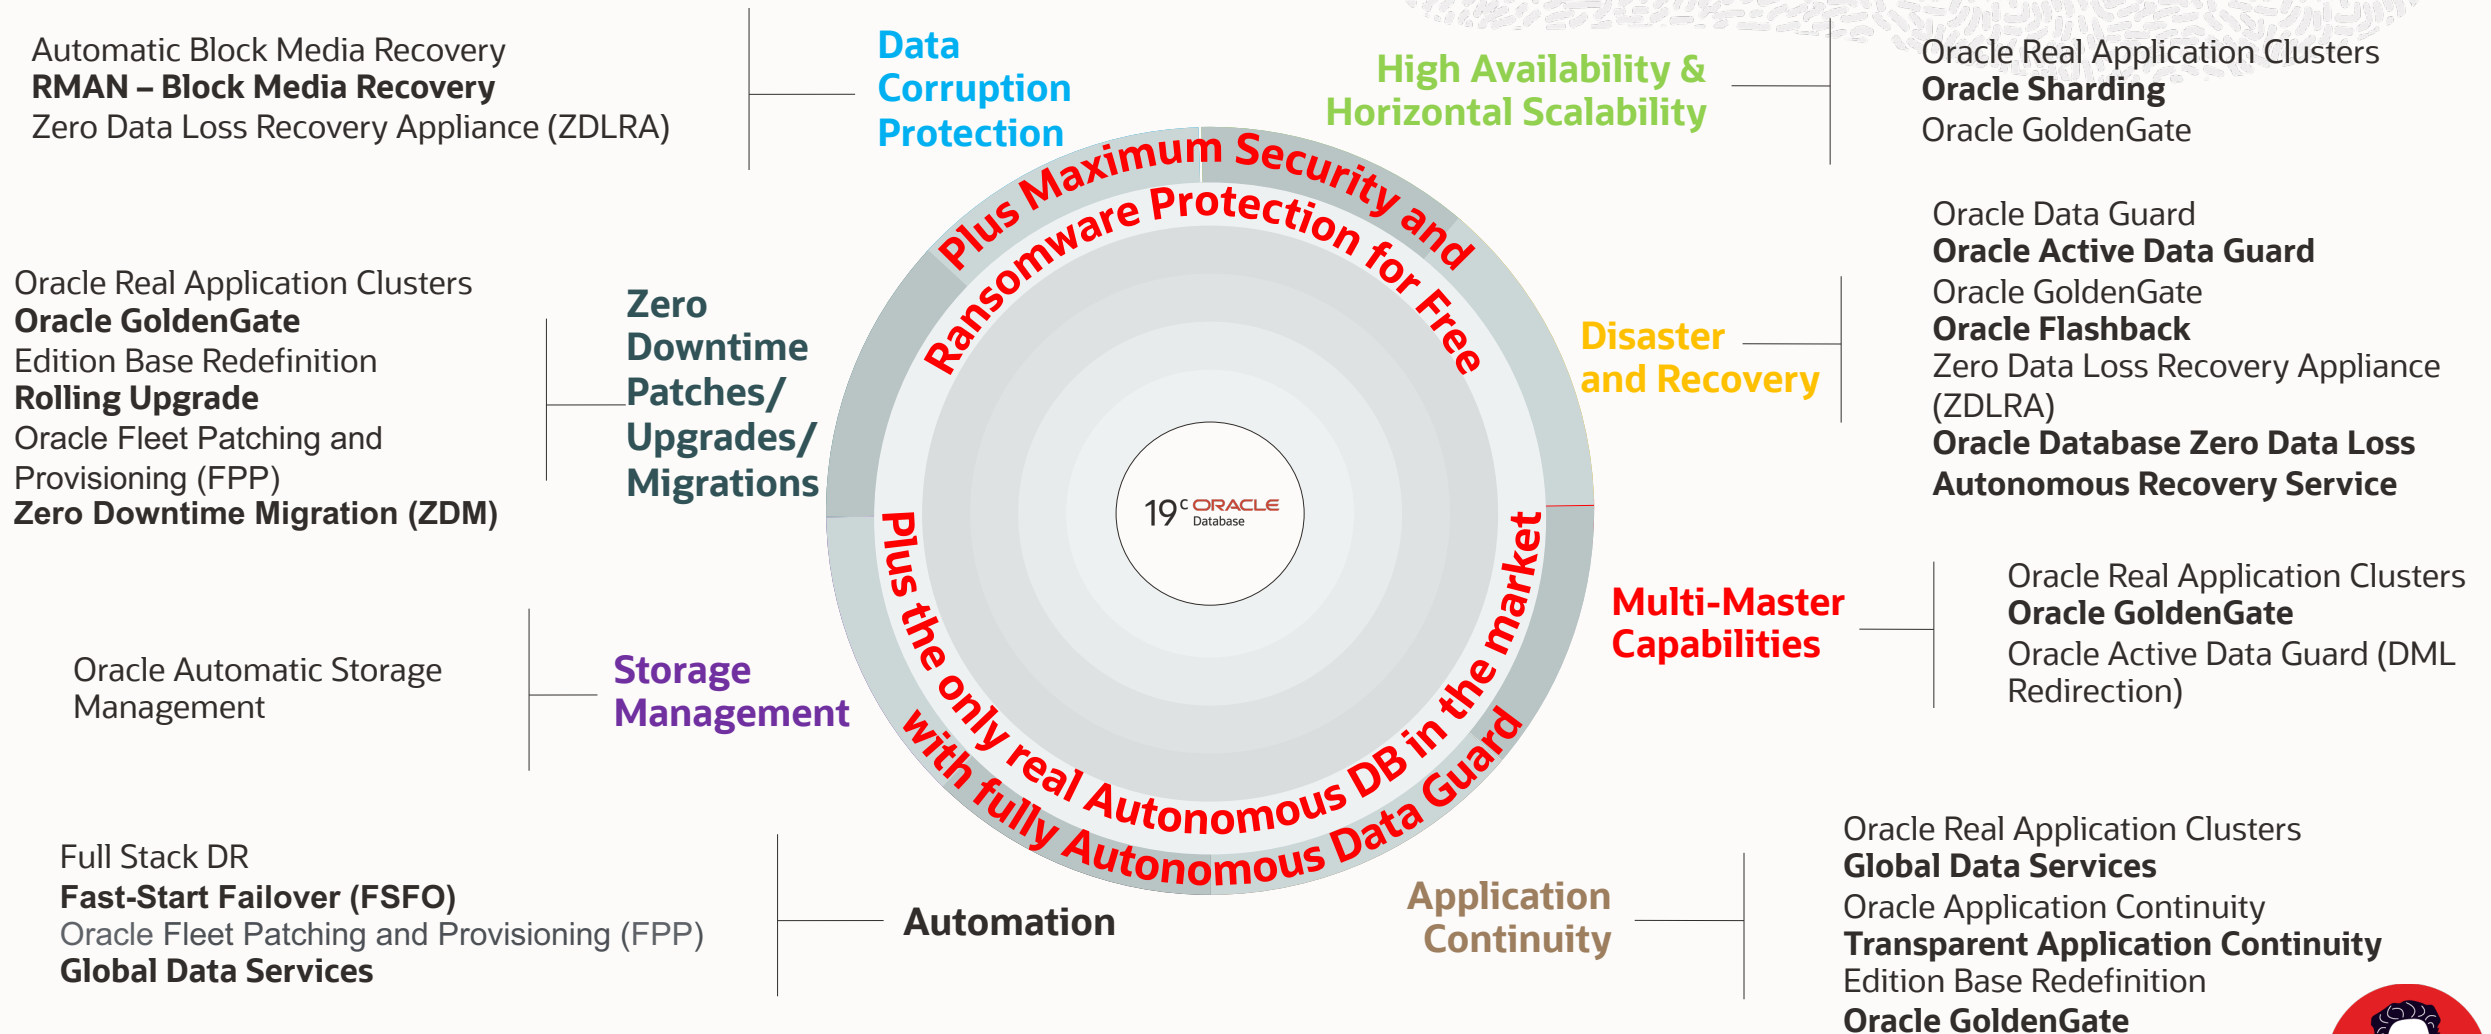 Automatic Block Media Recovery
RMAN – Block Media Recovery
Zero Data Loss Recovery Appliance (ZDLRA)
Data
Corruption
Protection
High Availability &
Horizontal Scalability
Oracle Real Application Clusters
Oracle Sharding
Oracle GoldenGate
Plus Maximum Security and
Ransomware Protection for Free
Oracle Real Application Clusters
Oracle GoldenGate
Edition Base Redefinition
Rolling Upgrade
Oracle Fleet Patching and
Provisioning (FPP)
Zero Downtime Migration (ZDM)
Zero
Downtime
Patches/
Upgrades/
Migrations
Disaster
and Recovery
Oracle Data Guard
Oracle Active Data Guard
Oracle GoldenGate
Oracle Flashback
Zero Data Loss Recovery Appliance
(ZDLRA)
Oracle Database Zero Data Loss
Autonomous Recovery Service
19c ORACLE
Database
Plus the only real Autonomous DB in the market
with fully Autonomous Data Guard
Oracle Automatic Storage
Management
Storage
Management
Multi-Master
Capabilities
Oracle Real Application Clusters
Oracle GoldenGate
Oracle Active Data Guard (DML
Redirection)
Full Stack DR
Fast-Start Failover (FSFO)
Oracle Fleet Patching and Provisioning (FPP)
Global Data Services
Automation
Application
Continuity
Oracle Real Application Clusters
Global Data Services
Oracle Application Continuity
Transparent Application Continuity
Edition Base Redefinition
Oracle GoldenGate